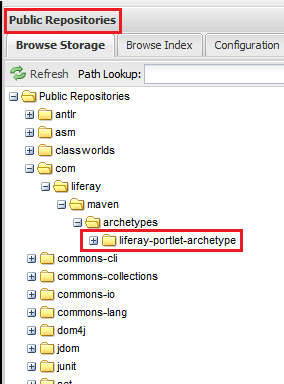 Public Repositories
Browse Storage Browse Index Configuration
Refresh Path Lookup:
Public Repositories
antlr
asm
classworlds
com
liferay
maven
archetypes
liferay-portlet-archetype
commons-cli
commons-collections
commons-io
commons-lang
dom4j
jdom
junit